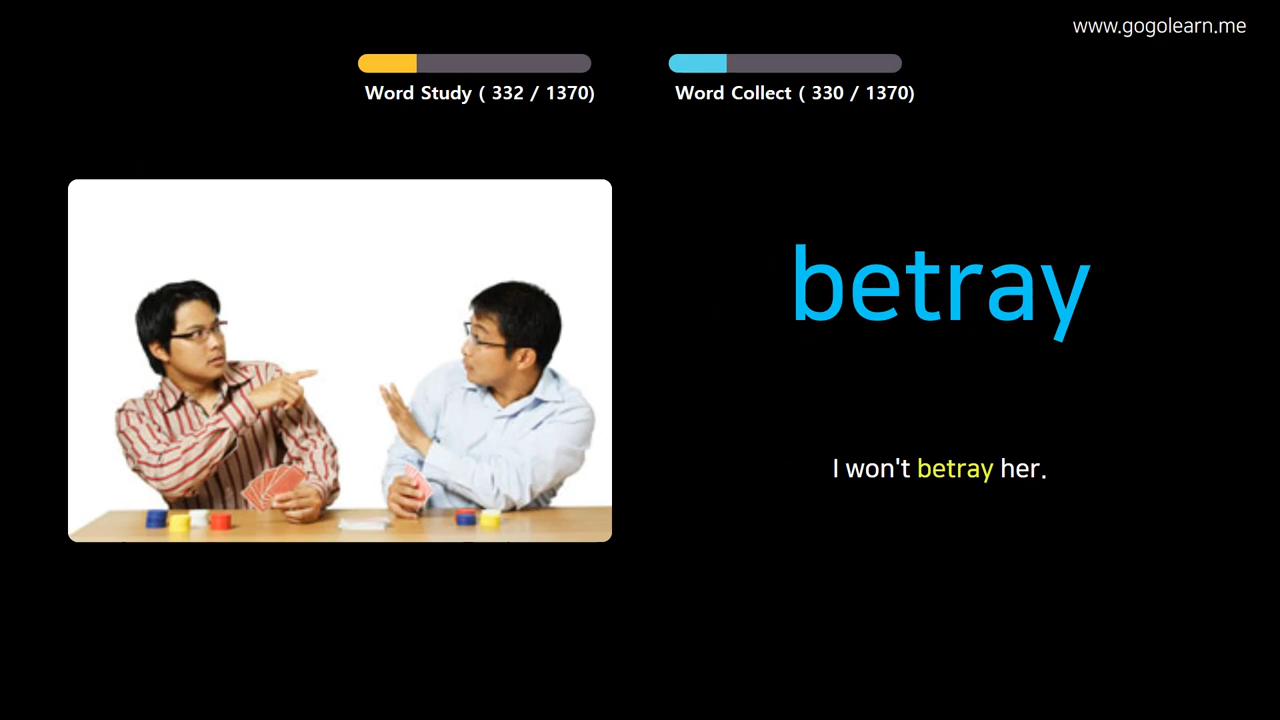 www.gogolearn.me
Word Study ( 332 / 1370)
Word Collect ( 330 / 1370)
betray
I won't betray her.